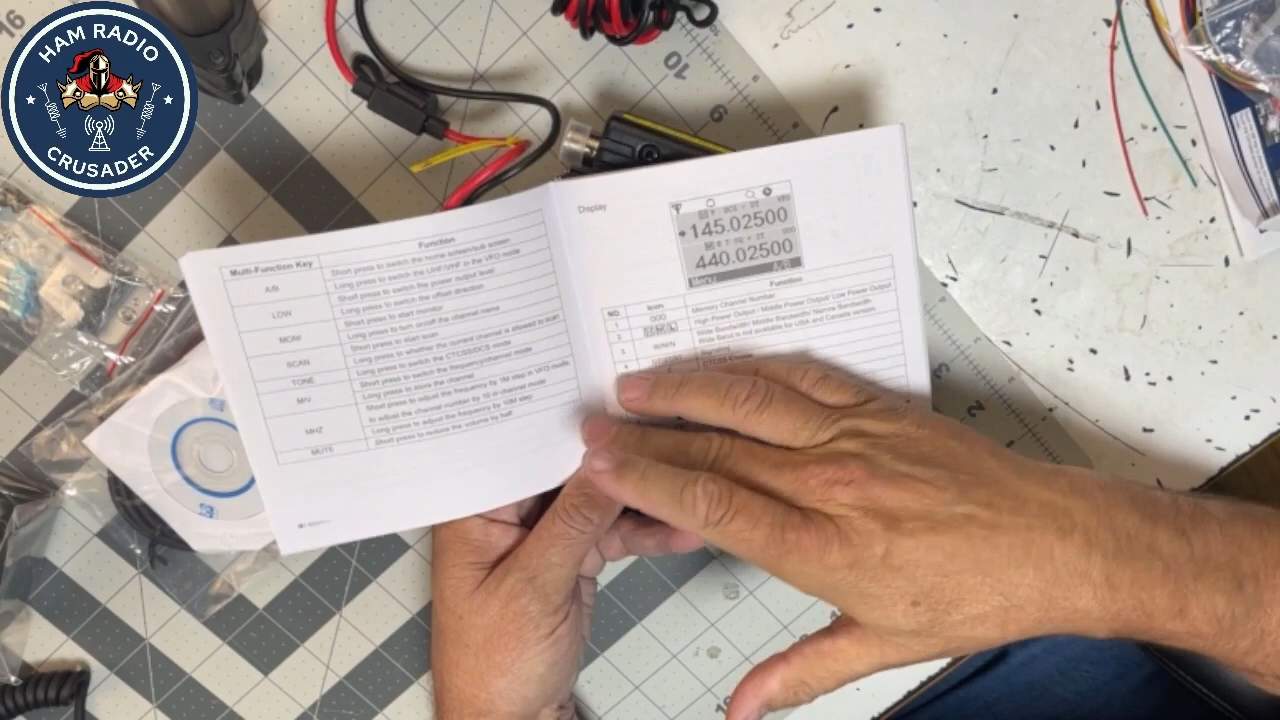 HAM RADIO
CRUSADER
16
10
9
3
2
1
Multi-Function Key
Function
A/B
Short press to switch the home screen/sub screen
Long press to switch the UHF/VHF in the VFO mode
LOW
Short press to switch the power output level
Long press to switch the offset direction
Short press to start monitor
Long press to turn on/off the channel name
SCAN
Short press to start scan
Long press to whether the current channel is allowed to scan
TONE
Long press to switch the CTCSS/DCS mode
M/V
Short press to switch the frequency/channel mode
Long press to store the channel
MHZ
Short press to adjust the frequency by 1M step in VFO mode,
to adjust the channel number by 10 in channel mode
Long press to adjust the frequency by 10M step
MUTE
Short press to reduce the volume by half
Display
145.02500
440.02500
Menu
A/B
NO.
Icon
Function
1
000
Memory Channel Number
2
High Power Output / Middle Power Output/ Low Power Output
3
W/M/N
Wide Bandwidth/ Middle Bandwidth/ Narrow Bandwidth
Wide Band is not available for USA and Canada version